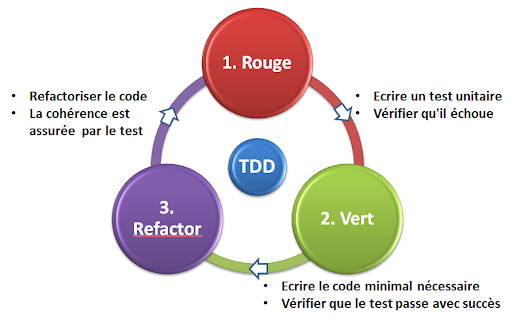 1. Rouge
• Refactoriser le code
• La cohérence est
assurée par le test
• Ecrire un test unitaire
• Vérifier qu'il échoue
TDD
3.
Refactor
2. Vert
• Ecrire le code minimal nécessaire
• Vérifier que le test passe avec succès